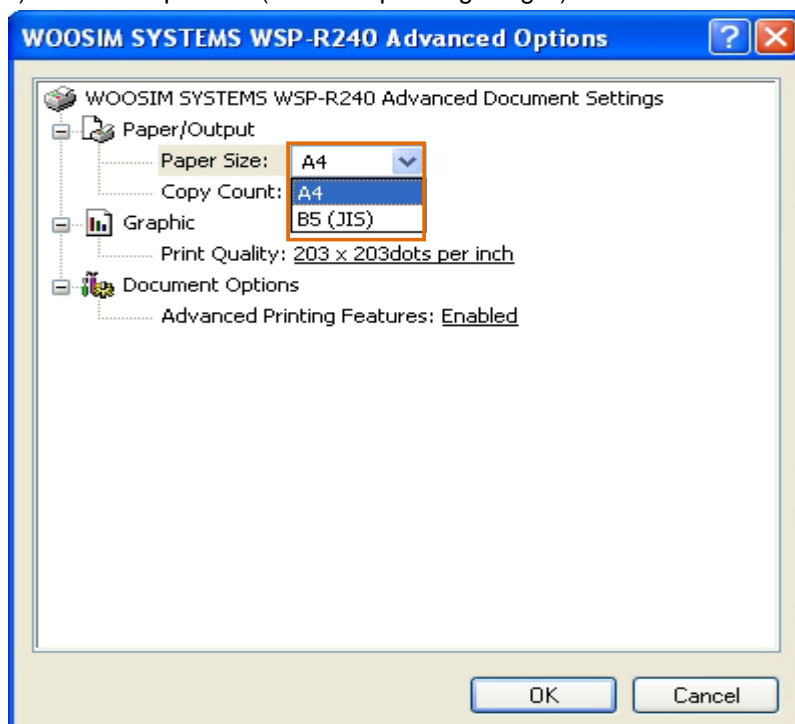 WOOSIM SYSTEMS WSP-R240 Advanced Options
WOOSIM SYSTEMS WSP-R240 Advanced Document Settings
Paper/Output
Paper Size: A4
Copy Count: A4
B5 (JIS)
Graphic
Print Quality: 203 x 203dots per inch
Document Options
Advanced Printing Features: Enabled
OK Cancel